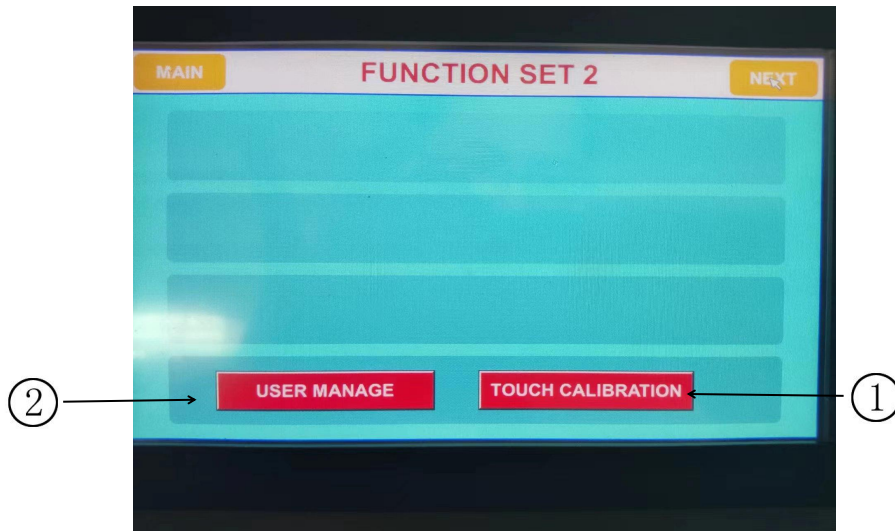 MAIN FUNCTION SET 2 NEXT
② USER MANAGE TOUCH CALIBRATION ①